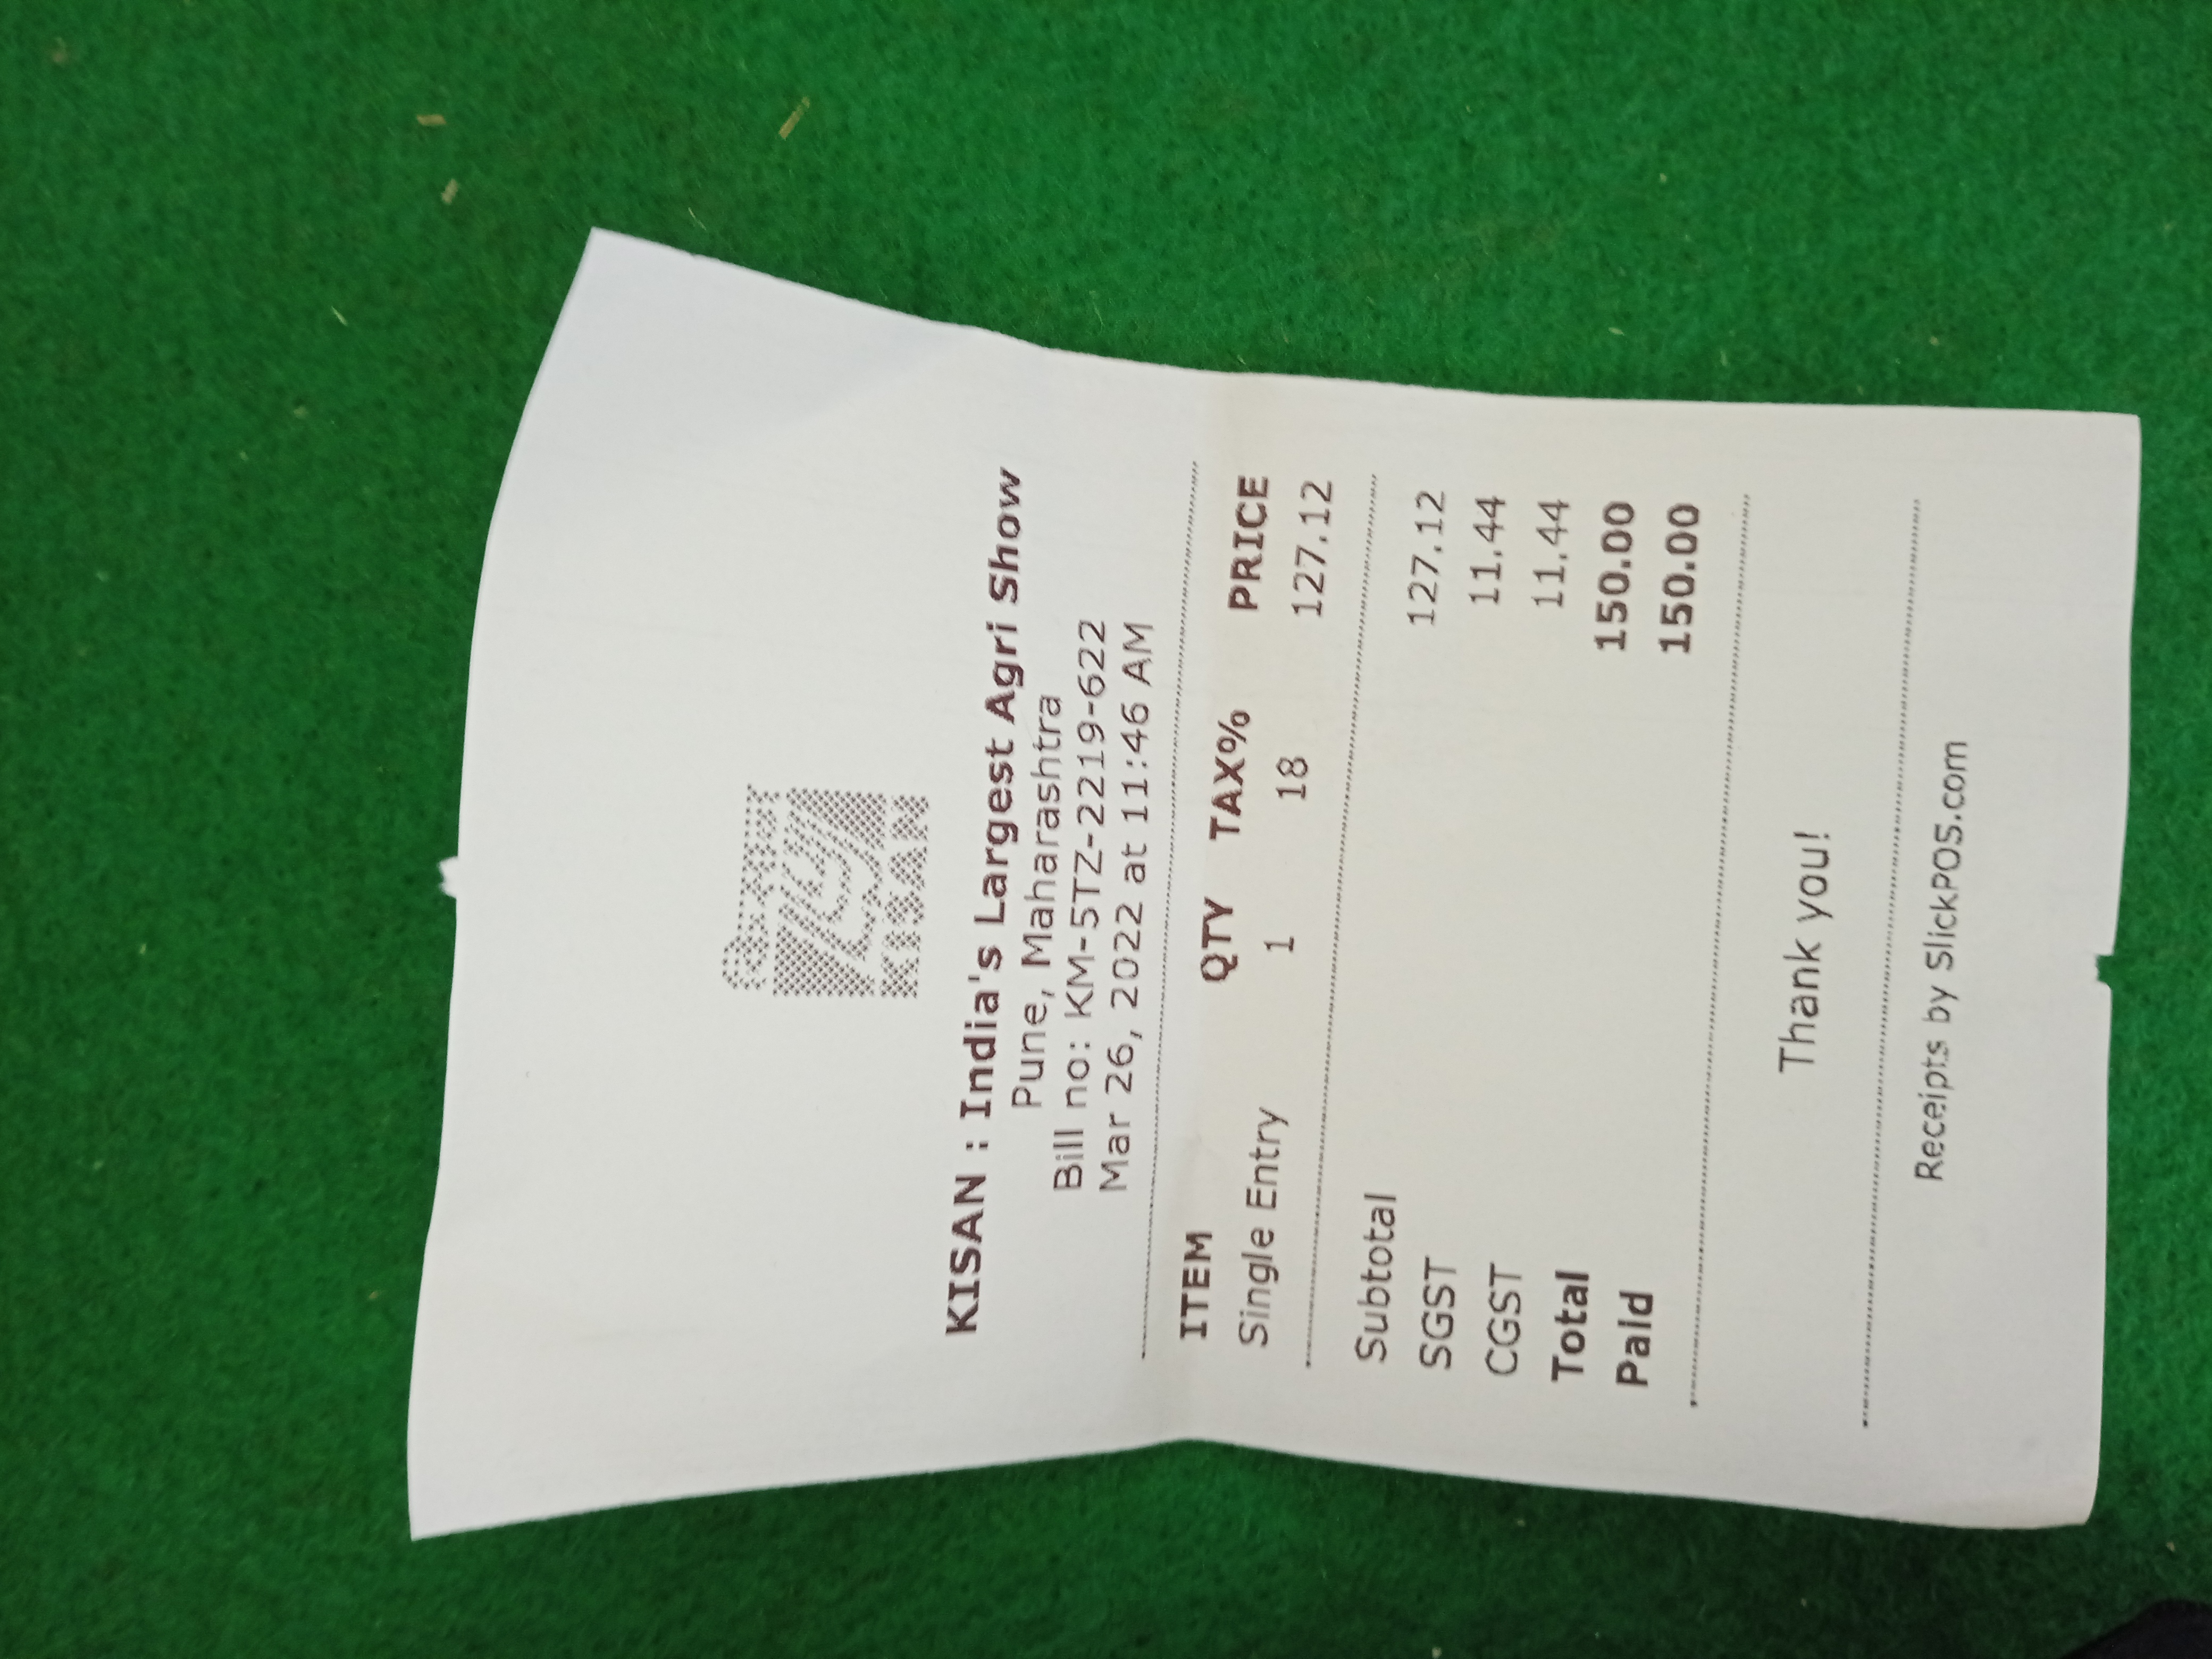 KISAN
KISAN : India's Largest Agri Show
Pune, Maharashtra
Bill no: KM-5TZ-2219-622
Mar 26, 2022 at 11:46 AM
ITEM QTY TAX% PRICE
Single Entry 1 18 127.12
Subtotal 127.12
SGST 11.44
CGST 11.44
Total 150.00
Paid 150.00
Thank you!
Receipts by SlickPOS.com